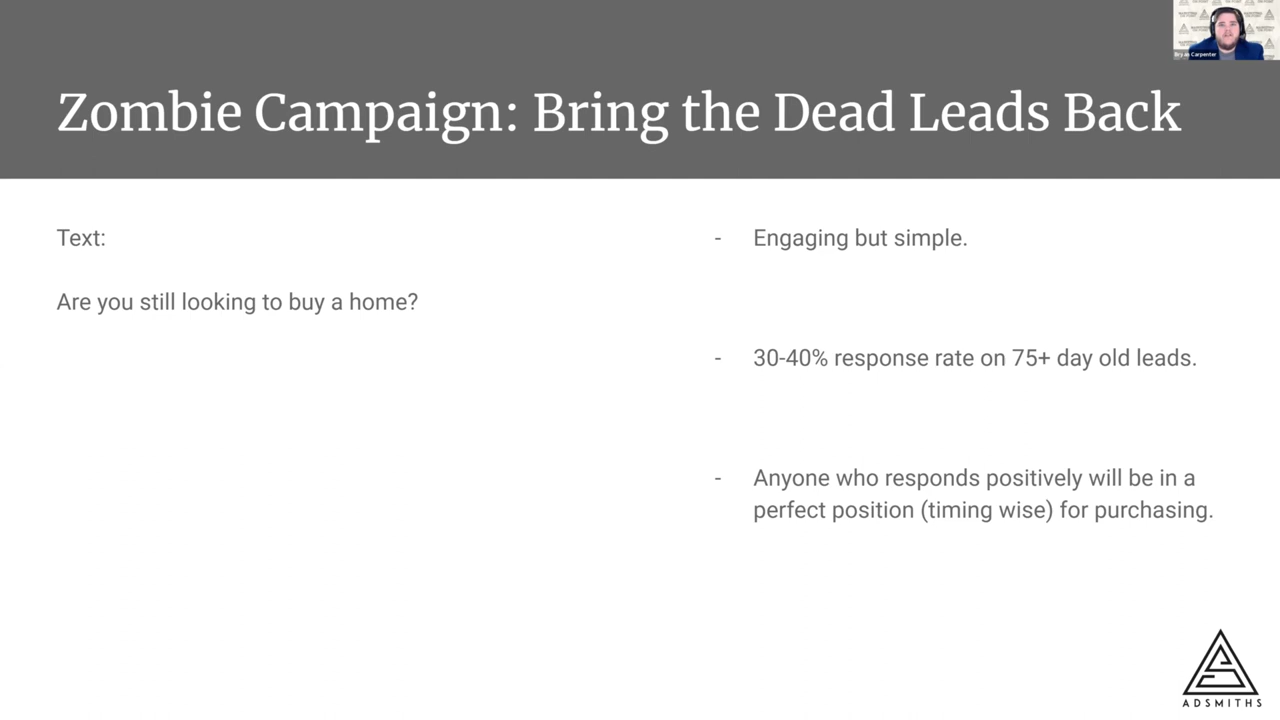 Bryan Carpenter
Zombie Campaign: Bring the Dead Leads Back
Text:
Are you still looking to buy a home?
- Engaging but simple.
- 30-40% response rate on 75+ day old leads.
- Anyone who responds positively will be in a
perfect position (timing wise) for purchasing.
ADSMITHS